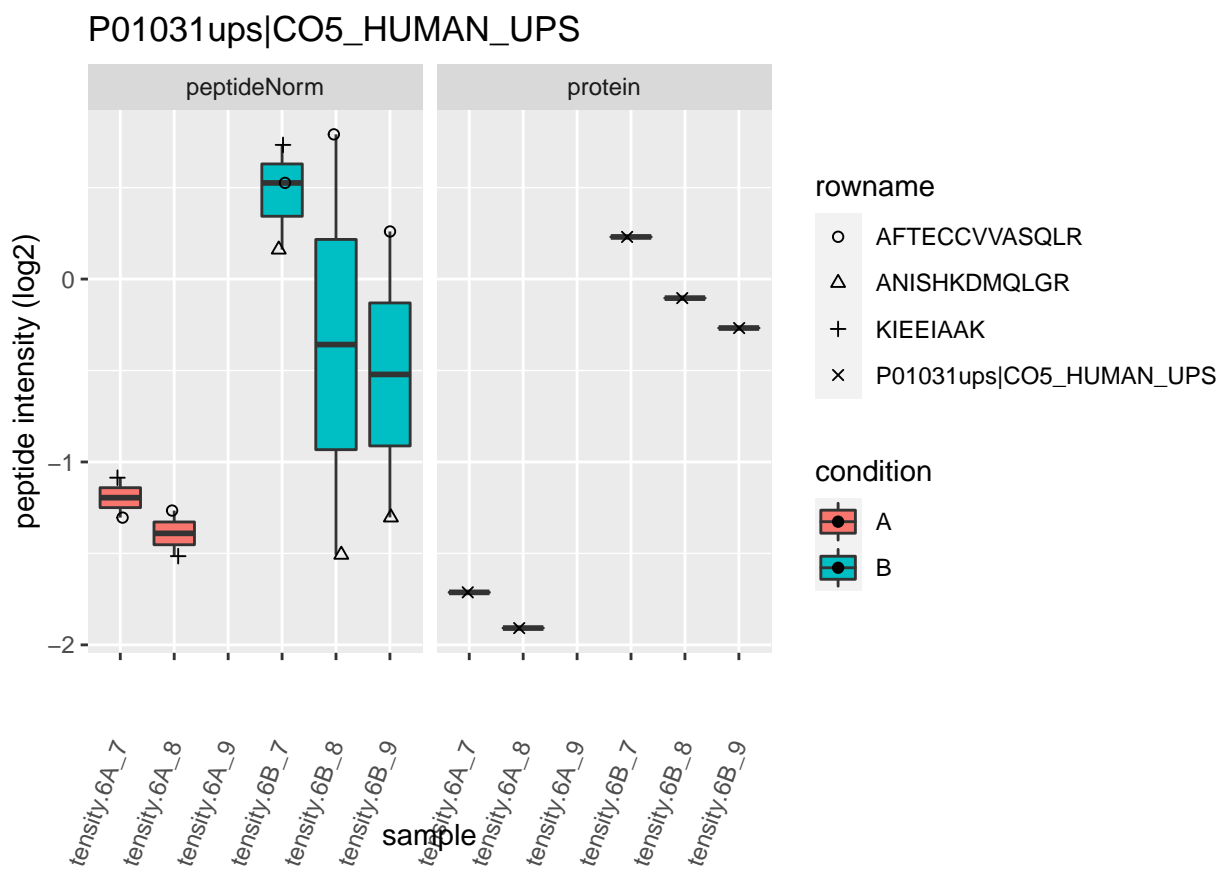 P01031ups|CO5_HUMAN_UPS
peptideNorm
protein
peptide intensity (log2)
0
−1
−2
tensity.6A_7
tensity.6A_8
tensity.6A_9
tensity.6B_7
tensity.6B_8
tensity.6B_9
tensity.6A_7
tensity.6A_8
tensity.6A_9
tensity.6B_7
tensity.6B_8
tensity.6B_9
sample
rowname
AFTECCVVASQLR
ANISHKDMQLGR
KIEEIAAK
P01031ups|CO5_HUMAN_UPS
condition
A
B